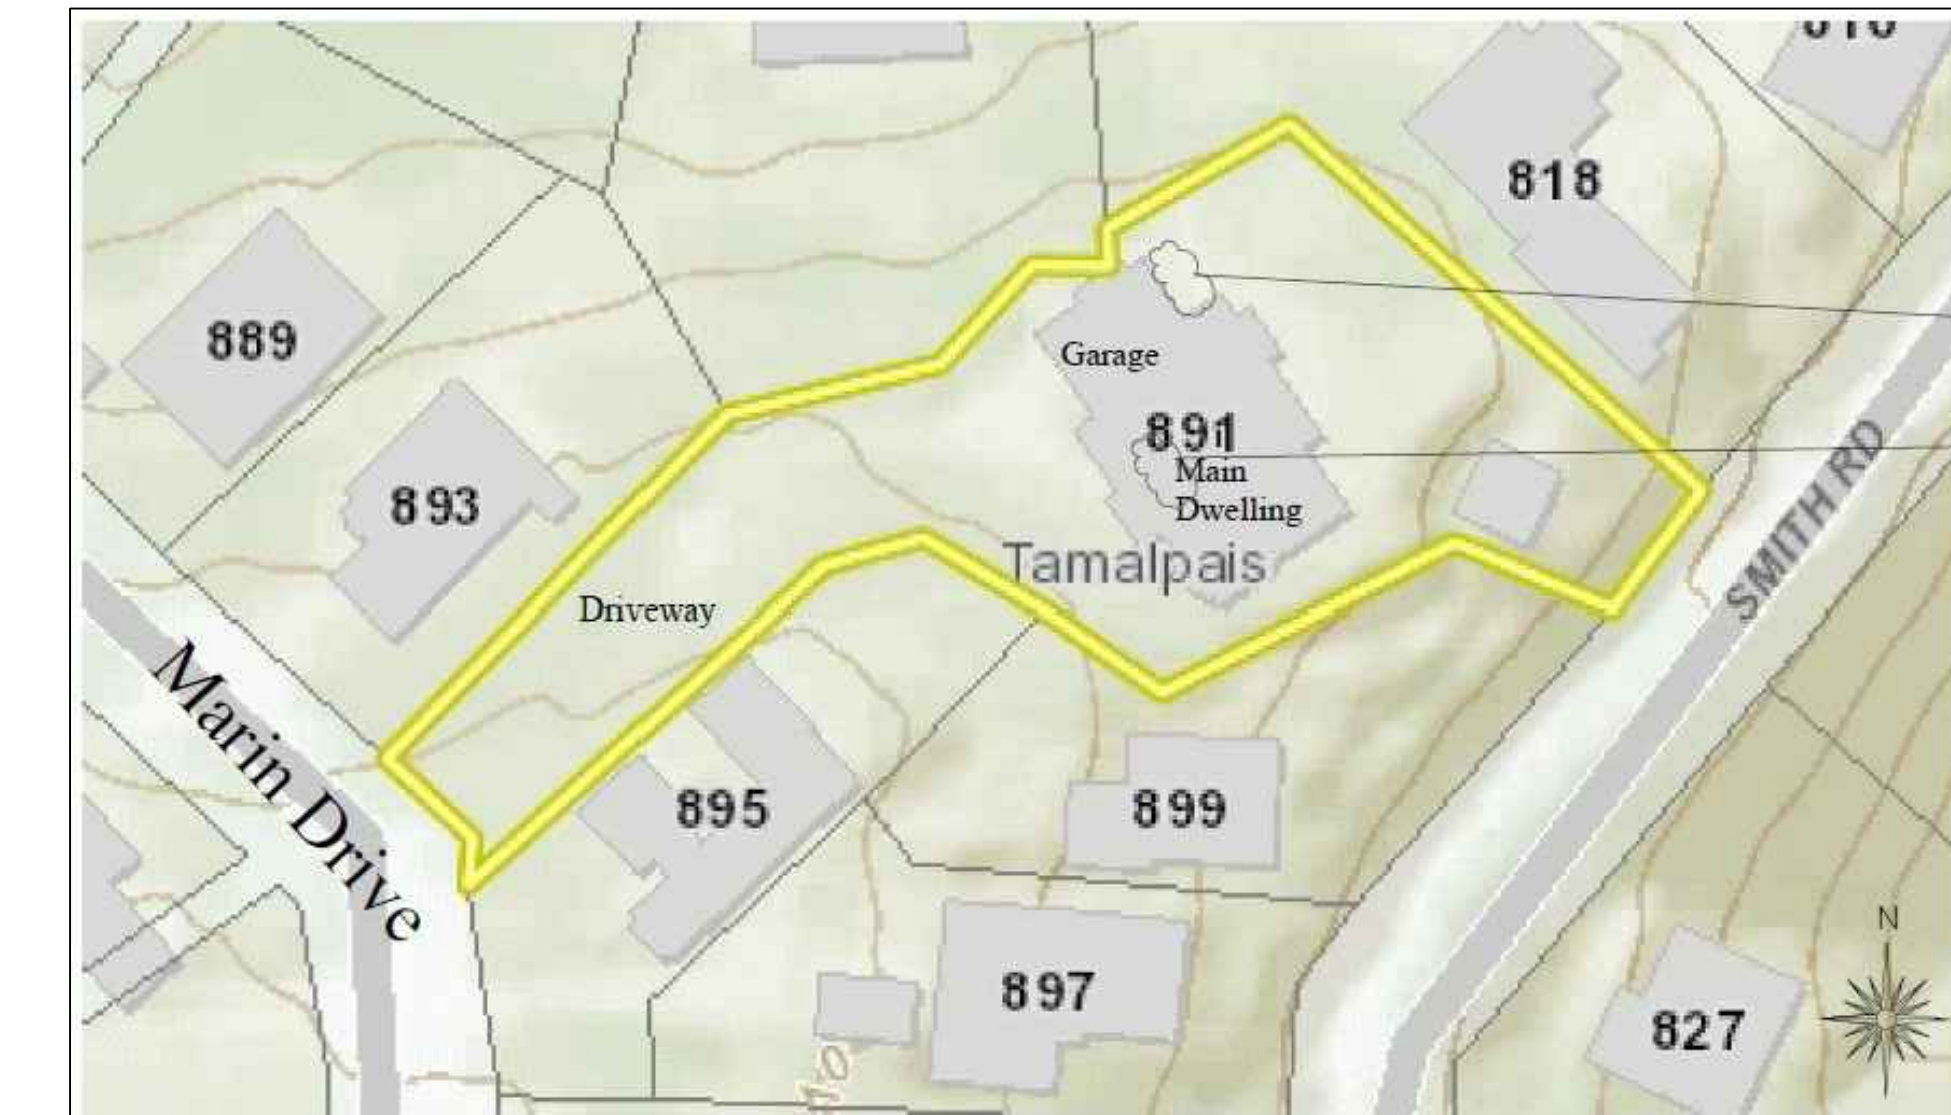 818
889
Garage
891
Main
Dwelling
893
Tamalpais
SMITH RD
Driveway
Marin Drive
895
899
N
897
827